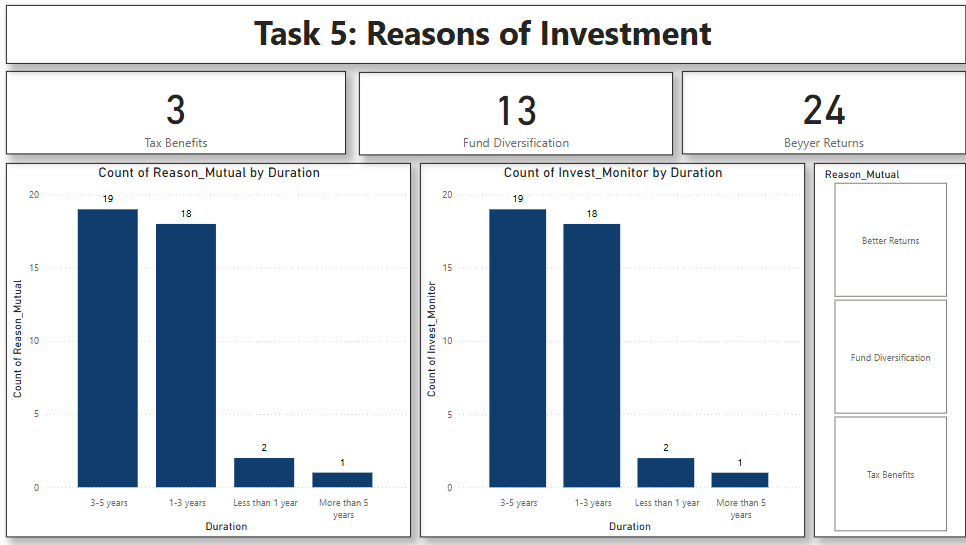 Task 5: Reasons of Investment
3
Tax Benefits
13
Fund Diversification
24
Beyyer Returns
Count of Reason_Mutual by Duration
Count of Reason_Mutual
20
15
10
5
0
19
18
2
1
3-5 years
1-3 years
Less than 1 year
More than 5
years
Duration
Count of Invest_Monitor by Duration
Count of Invest_Monitor
20
15
10
5
0
19
18
2
1
3-5 years
1-3 years
Less than 1 year
More than 5
years
Duration
Reason_Mutual
Better Returns
Fund Diversification
Tax Benefits